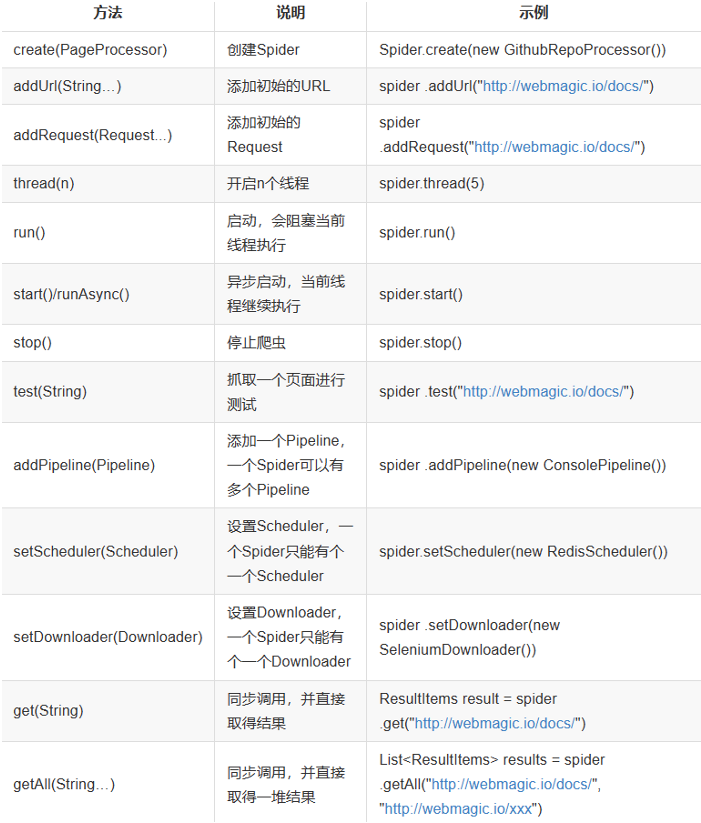 方法 说明 示例
create(PageProcessor) 创建Spider Spider.create(new GithubRepoProcessor())
addUrl(String…) 添加初始的URL spider .addUrl("http://webmagic.io/docs/")
addRequest(Request...) 添加初始的
Request spider
.addRequest("http://webmagic.io/docs/")
thread(n) 开启n个线程 spider.thread(5)
run() 启动，会阻塞当前
线程执行 spider.run()
start()/runAsync() 异步启动，当前线
程继续执行 spider.start()
stop() 停止爬虫 spider.stop()
test(String) 抓取一个页面进行
测试 spider .test("http://webmagic.io/docs/")
addPipeline(Pipeline) 添加一个Pipeline，
一个Spider可以有
多个Pipeline spider .addPipeline(new ConsolePipeline())
setScheduler(Scheduler) 设置Scheduler，一
个Spider只能有个
一个Scheduler spider.setScheduler(new RedisScheduler())
setDownloader(Downloader) 设置Downloader，
一个Spider只能有
个一个Downloader spider .setDownloader(new
SeleniumDownloader())
get(String) 同步调用，并直接
取得结果 ResultItems result = spider
.get("http://webmagic.io/docs/")
getAll(String…) 同步调用，并直接
取得一堆结果 List<ResultItems> results = spider
.getAll("http://webmagic.io/docs/",
"http://webmagic.io/xxx")